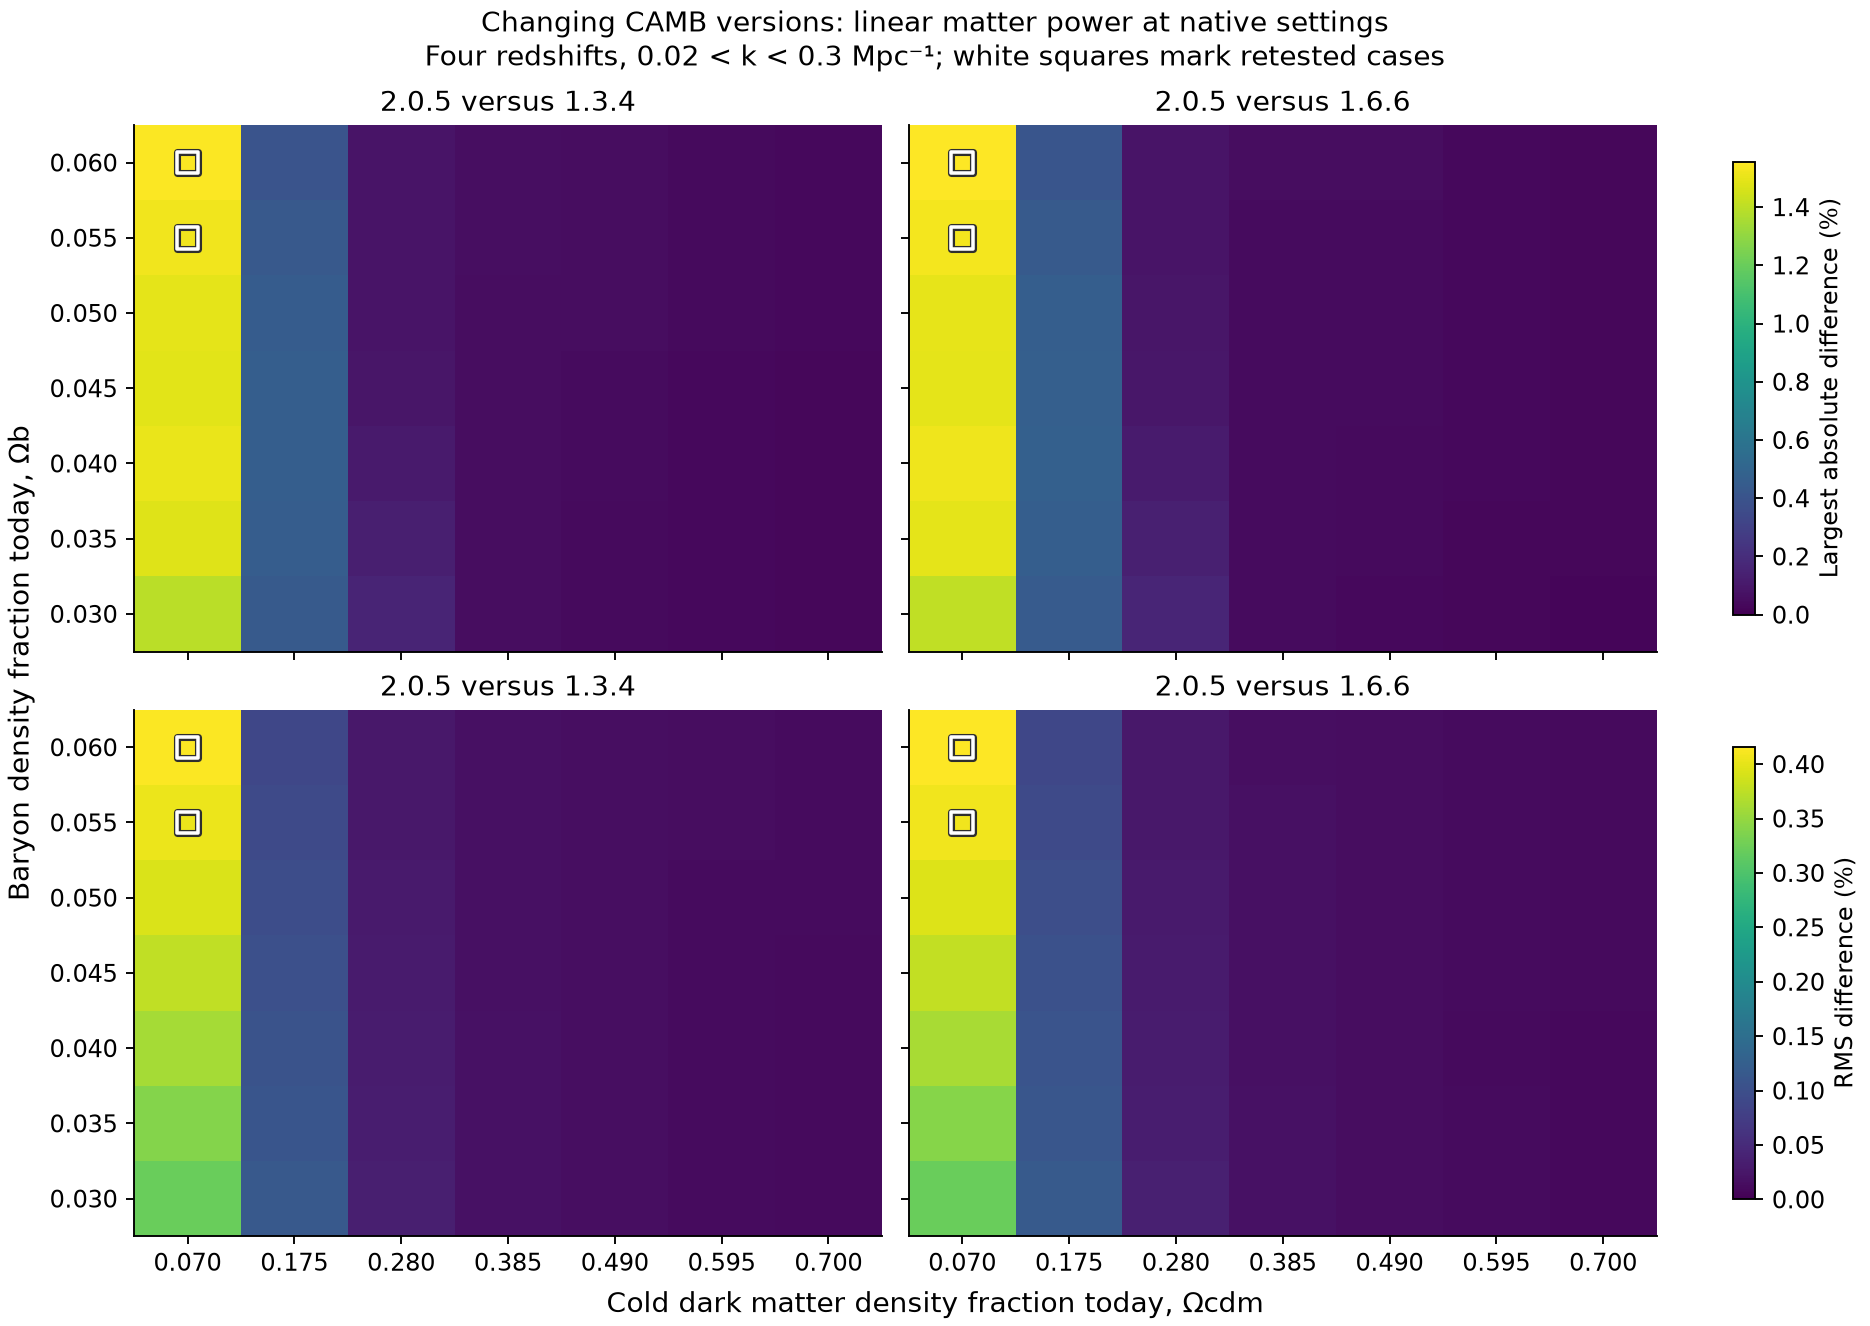 Changing CAMB versions: linear matter power at native settings
Four redshifts, 0.02 < k < 0.3 Mpc⁻¹; white squares mark retested cases
2.0.5 versus 1.3.4
2.0.5 versus 1.6.6
0.060
0.055
0.050
0.045
0.040
0.035
0.030
1.4
1.2
1.0
0.8
0.6
0.4
0.2
0.0
Largest absolute difference (%)
Baryon density fraction today, Ωb
2.0.5 versus 1.3.4
2.0.5 versus 1.6.6
0.060
0.055
0.050
0.045
0.040
0.035
0.030
0.40
0.35
0.30
0.25
0.20
0.15
0.10
0.05
0.00
RMS difference (%)
0.070 0.175 0.280 0.385 0.490 0.595 0.700
0.070 0.175 0.280 0.385 0.490 0.595 0.700
Cold dark matter density fraction today, Ωcdm